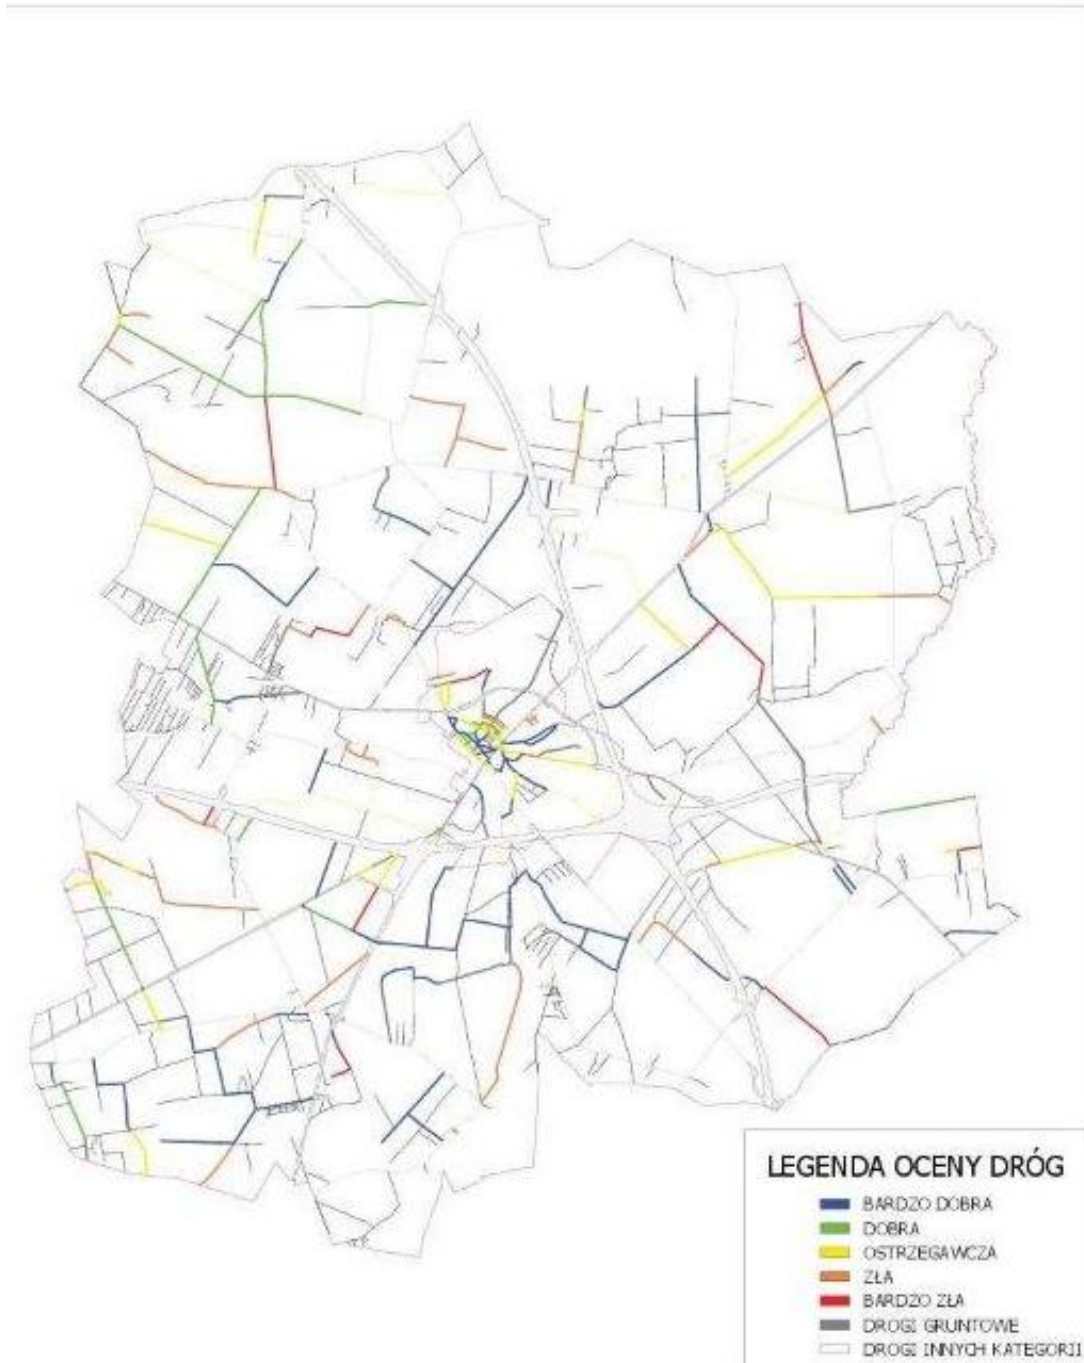 LEGENDA OCENY DRÓG
BARDZO DOBRA
DOBRA
OSTRZEGAWCZA
ZŁA
BARDZO ZŁA
DROGI GRUNTOWE
DROGI INNYCH KATEGORII